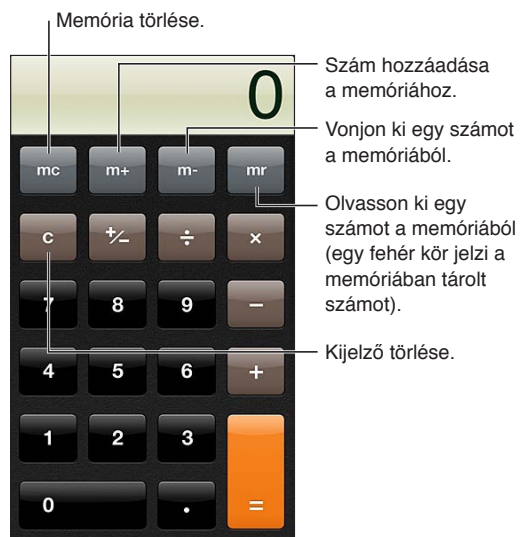 Memória törlése.
Szám hozzáadása
a memóriához.
0
Vonjon ki egy számot
a memóriából.
mc m+ m- mr
Olvasson ki egy
számot a memóriából
(egy fehér kör jelzi a
memóriában tárolt
számot).
c +/− ÷ ×
7 8 9 −
Kijelző törlése.
4 5 6 +
1 2 3
0 . =